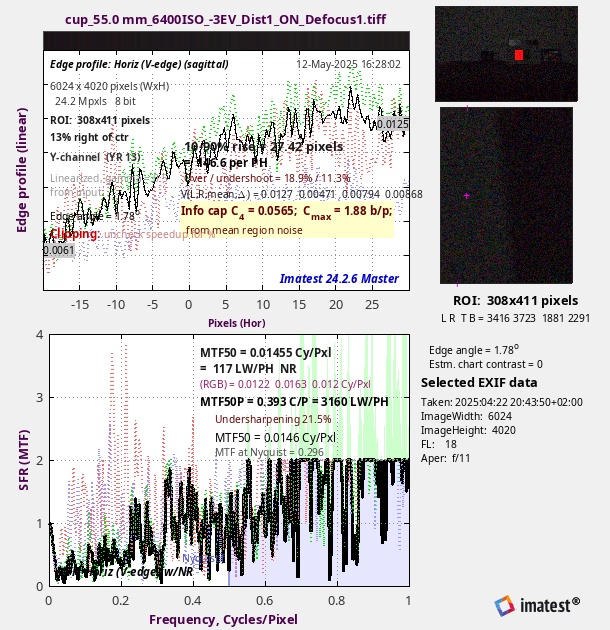 cup_55.0 mm_6400ISO_-3EV_Dist1_ON_Defocus1.tiff
Edge profile: Horiz (V-edge) (sagittal)
12-May-2025 16:28:02
6024 x 4020 pixels (WxH)
24.2 Mpxls   8 bit
ROI:  308x411 pixels
13% right of ctr
Y-channel  (YR 13)
10-90% rise = 27.42 pixels
= 146.6 per PH
over / undershoot = 18.9% / 11.3%
V(L,R,mean,Δ) = 0.0127  0.00471  0.00794  0.00868
Info cap C4 = 0.0565;  Cmax = 1.88 b/p;
from mean region noise
Linearized,
from input
Edge angle = 1.78°
Clipping: uncheck speedup for %
0.0125
0.0061
Imatest 24.2.6 Master
Edge profile (linear)
-15 -10 -5 0 5 10 15 20 25
Pixels (Hor)
MTF50 = 0.01455 Cy/Pxl
=  117 LW/PH  NR
(RGB) = 0.0122  0.0163  0.012 Cy/Pxl
MTF50P = 0.393 C/P = 3160 LW/PH
Undersharpening 21.5%
MTF50 = 0.0146 Cy/Pxl
MTF at Nyquist = 0.296
SFR (MTF)
4
3
2
1
0
Horiz (V-edge) w/NR
0 0.2 0.4 0.6 0.8 1
Frequency, Cycles/Pixel
ROI:  308x411 pixels
L R  T B = 3416 3723  1881 2291
Edge angle = 1.78°
Estm. chart contrast = 0
Selected EXIF data
Taken: 2025:04:22 20:43:50+02:00
ImageWidth:  6024
ImageHeight:  4020
FL:   18
Aper:  f/11
imatest®